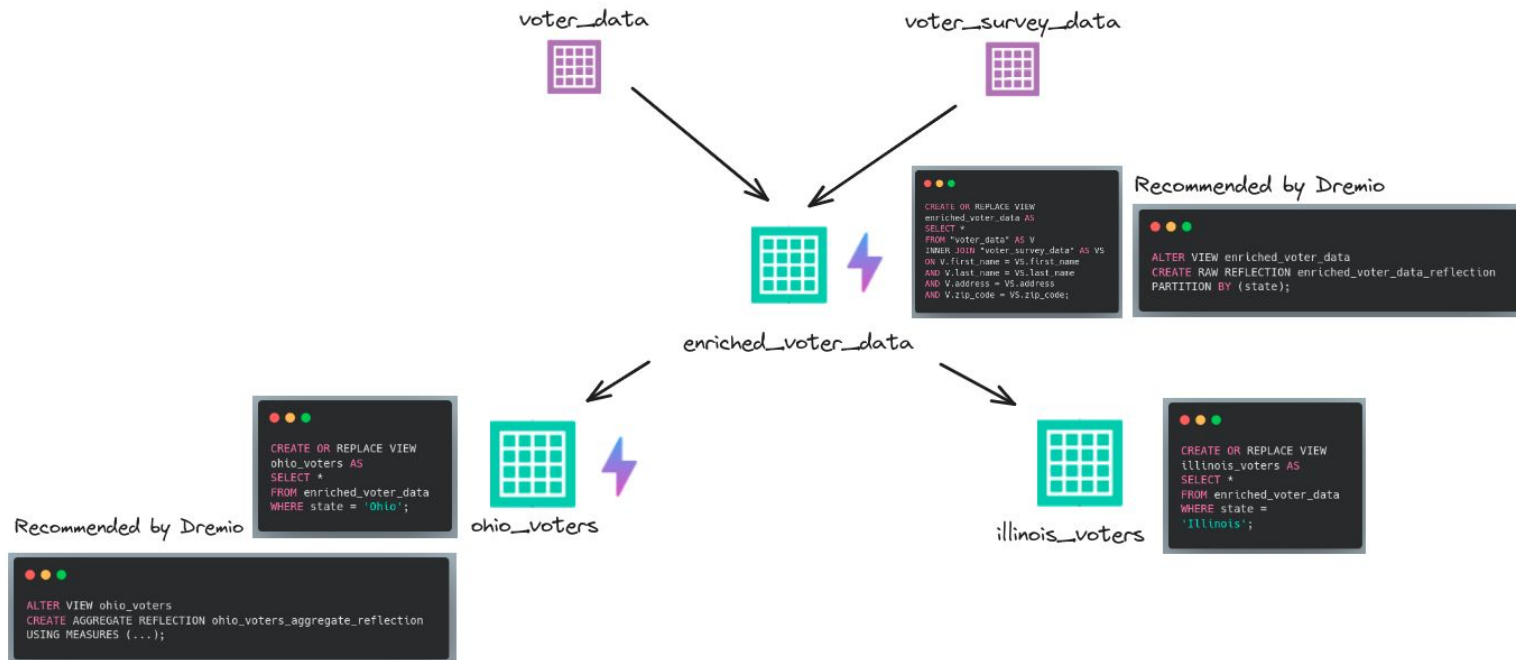 voter_data
voter_survey_data
CREATE OR REPLACE VIEW
enriched_voter_data AS
SELECT *
FROM "voter_data" AS V
INNER JOIN "voter_survey_data" AS VS
ON V.first_name = VS.first_name
AND V.last_name = VS.last_name
AND V.address = VS.address
AND V.zip_code = VS.zip_code;
Recommended by Dremio
ALTER VIEW enriched_voter_data
CREATE RAW REFLECTION enriched_voter_data_reflection
PARTITION BY (state);
enriched_voter_data
CREATE OR REPLACE VIEW
ohio_voters AS
SELECT *
FROM enriched_voter_data
WHERE state = 'Ohio';
ohio_voters
Recommended by Dremio
ALTER VIEW ohio_voters
CREATE AGGREGATE REFLECTION ohio_voters_aggregate_reflection
USING MEASURES (...);
illinois_voters
CREATE OR REPLACE VIEW
illinois_voters AS
SELECT *
FROM enriched_voter_data
WHERE state =
'Illinois';